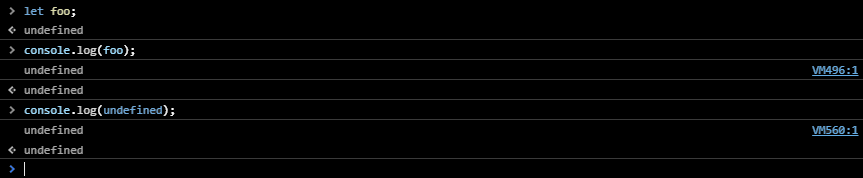 > let foo;
<· undefined
> console.log(foo);
undefined VM496:1
<· undefined
> console.log(undefined);
undefined VM560:1
<· undefined
>